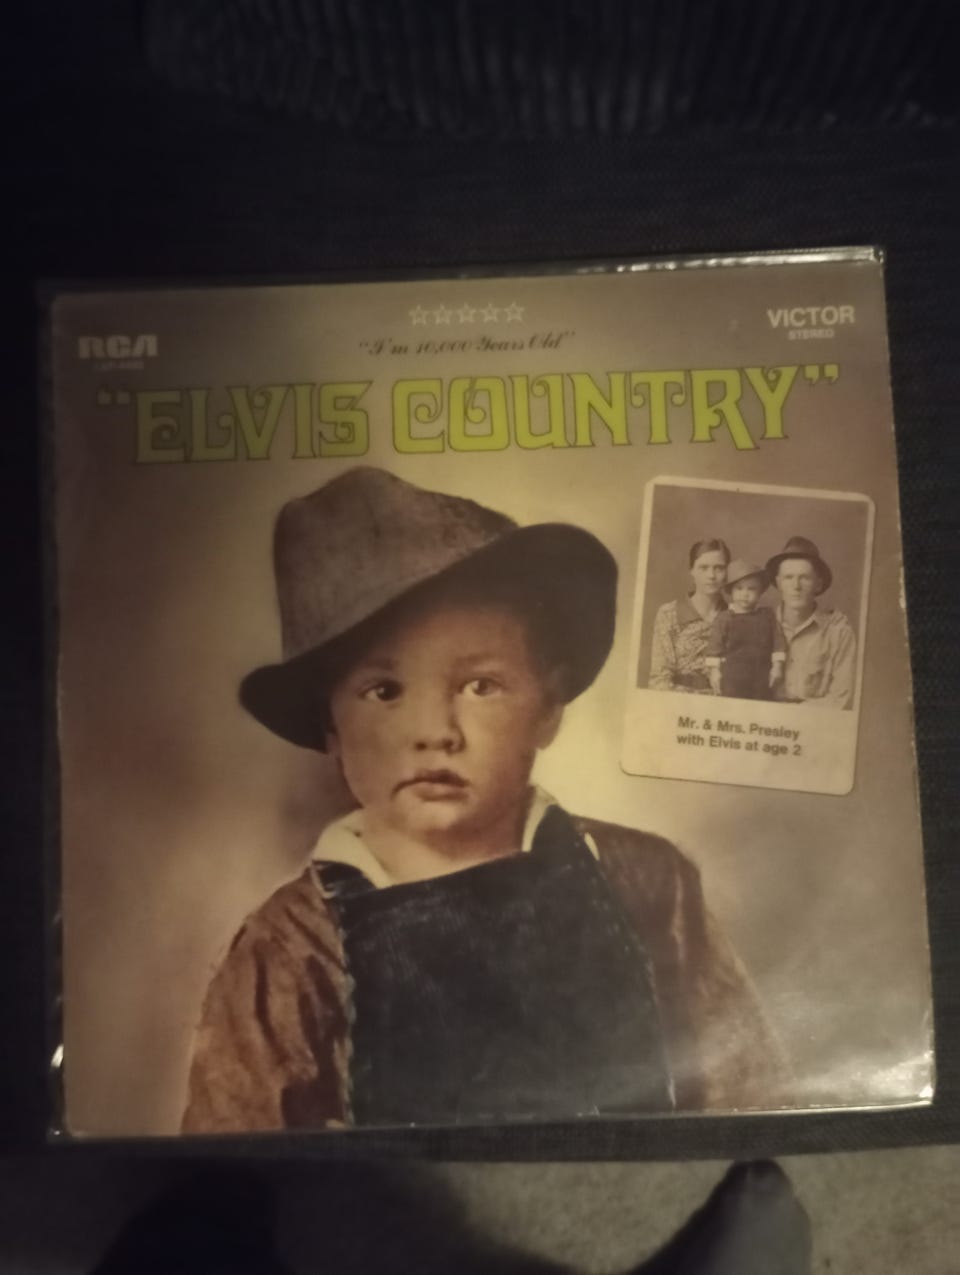 ☆☆☆☆☆
RCA
VICTOR
STEREO
"I'm 10,000 Years Old"
"ELVIS COUNTRY"
Mr. & Mrs. Presley
with Elvis at age 2